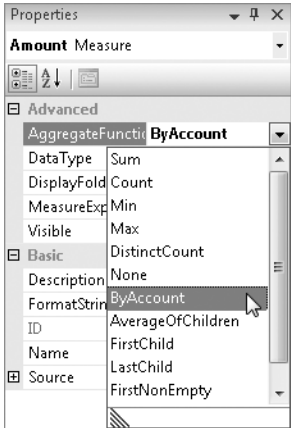 Properties
Amount Measure
Advanced
AggregateFunctic ByAccount
DataType
Sum
DisplayFold
Count
MeasureExp
Min
Visible
Max
DistinctCount
Basic
None
Description
ByAccount
FormatStrin
AverageOfChildren
ID
FirstChild
Name
LastChild
Source
FirstNonEmpty